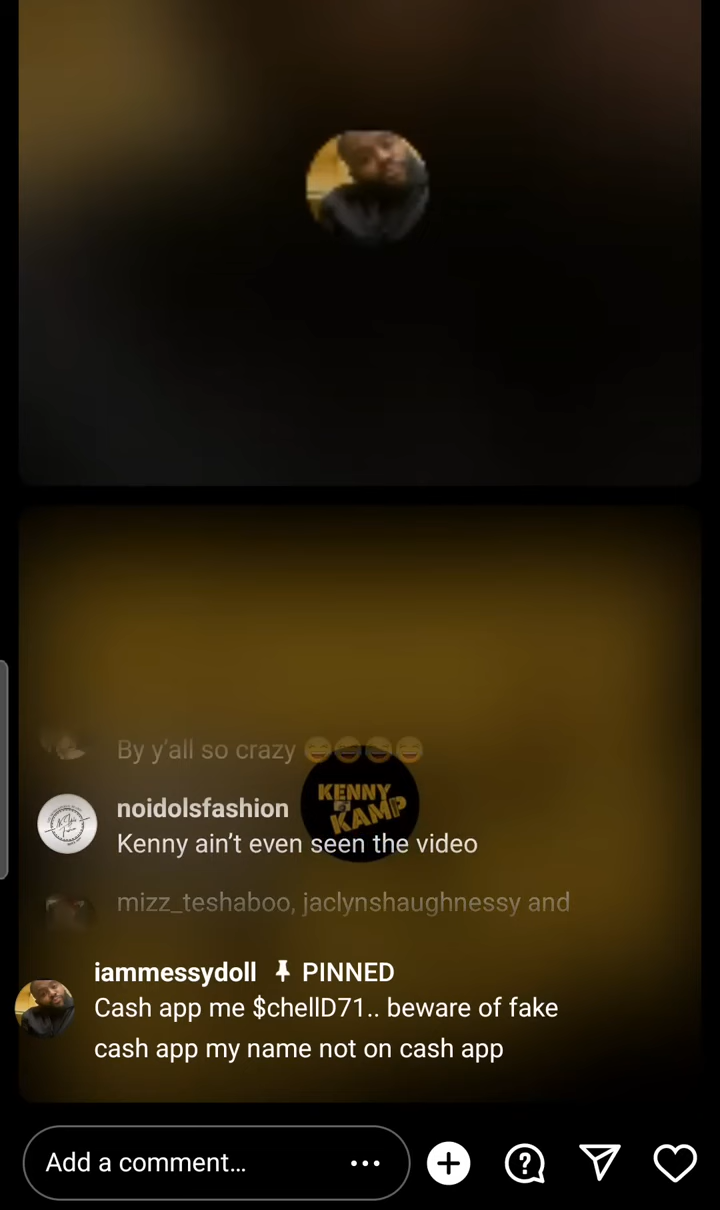 By y'all so crazy 😄😄😄😄
KENNY
KAMP
noidolsfashion
Kenny ain't even seen the video
mizz_teshaboo, jaclynshaughnessy and
iammessydoll PINNED
Cash app me $chellD71.. beware of fake
cash app my name not on cash app
Add a comment...